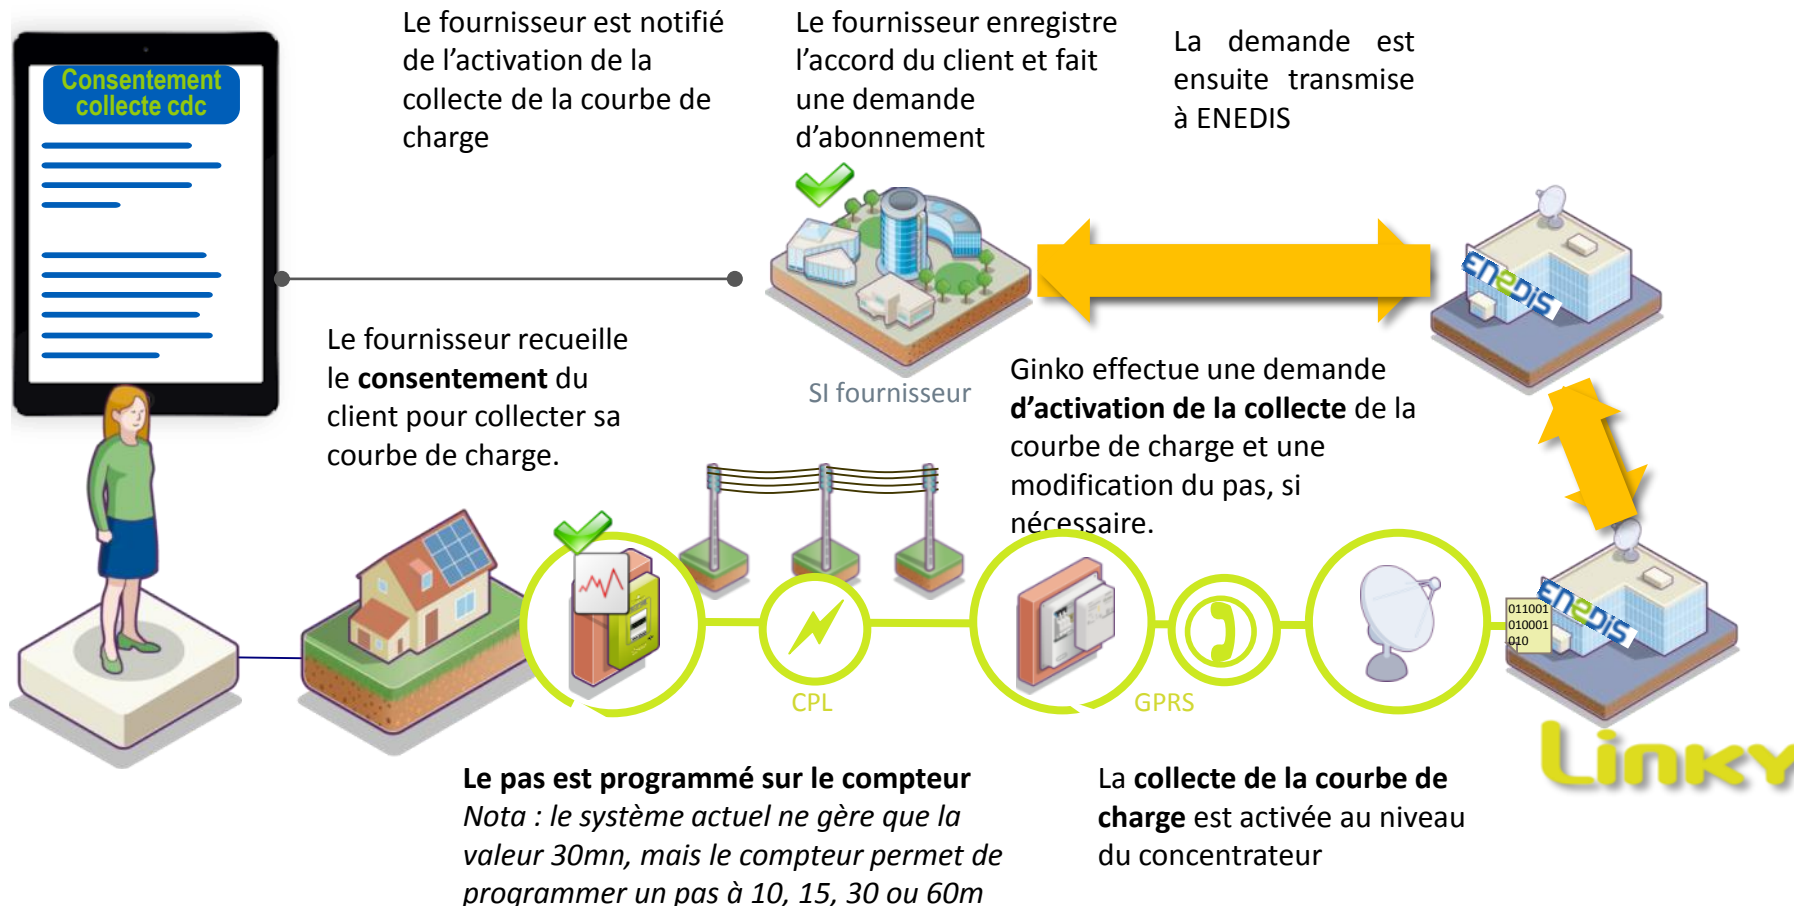 Consentement
collecte cdc
Le fournisseur est notifié
de l’activation de la
collecte de la courbe de
charge
Le fournisseur enregistre
l’accord du client et fait
une demande
d’abonnement
La demande est
ensuite transmise
à ENEDIS
ENEDIS
Le fournisseur recueille
le consentement du
client pour collecter sa
courbe de charge.
SI fournisseur
Ginko effectue une demande
d’activation de la collecte de la
courbe de charge et une
modification du pas, si
nécessaire.
CPL
GPRS
011001
010001
010
ENEDIS
Linky
Le pas est programmé sur le compteur
Nota : le système actuel ne gère que la
valeur 30mn, mais le compteur permet de
programmer un pas à 10, 15, 30 ou 60m
La collecte de la courbe de
charge est activée au niveau
du concentrateur